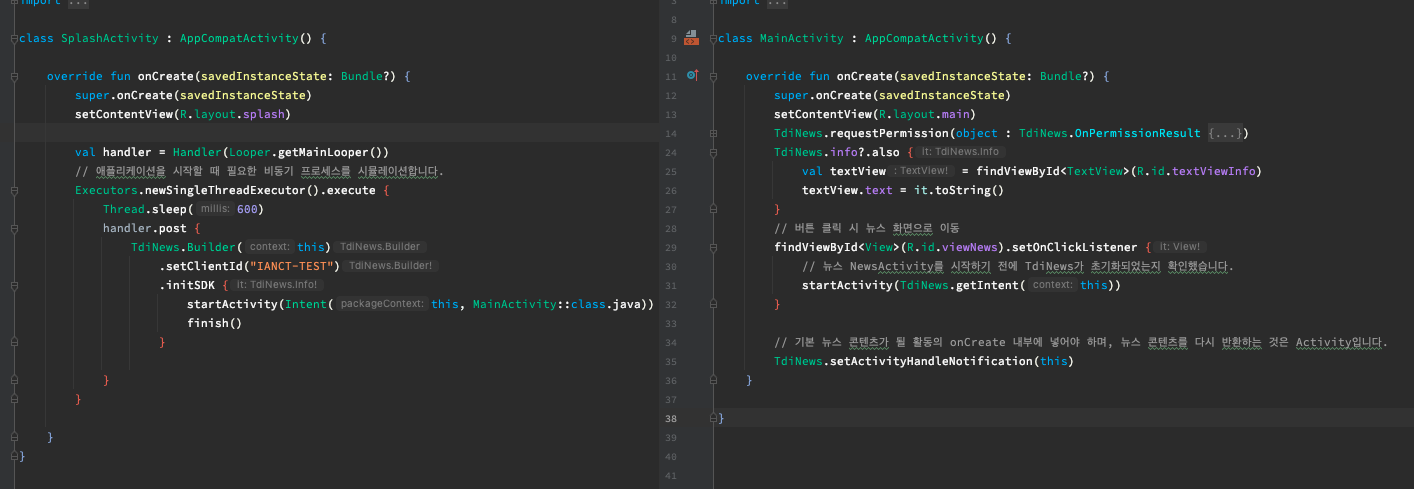 import ...
class SplashActivity : AppCompatActivity() {
override fun onCreate(savedInstanceState: Bundle?) {
super.onCreate(savedInstanceState)
setContentView(R.layout.splash)
val handler = Handler(Looper.getMainLooper())
// 애플리케이션을 시작할 때 필요한 비동기 프로세스를 시뮬레이션합니다.
Executors.newSingleThreadExecutor().execute {
Thread.sleep( millis: 600)
handler.post {
TdiNews.Builder( context: this) TdiNews.Builder
.setClientId("IANCT-TEST") TdiNews.Builder!
.initSDK { it: TdiNews.Info!
startActivity(Intent( packageContext: this, MainActivity::class.java))
finish()
}
}
}
}
}
3 import ...
8
9 class MainActivity : AppCompatActivity() {
10
11 override fun onCreate(savedInstanceState: Bundle?) {
12 super.onCreate(savedInstanceState)
13 setContentView(R.layout.main)
14 TdiNews.requestPermission(object : TdiNews.OnPermissionResult {...})
24 TdiNews.info?.also { it: TdiNews.Info
25 val textView : TextView! = findViewById<TextView>(R.id.textViewInfo)
26 textView.text = it.toString()
27 }
28 // 버튼 클릭 시 뉴스 화면으로 이동
29 findViewById<View>(R.id.viewNews).setOnClickListener { it: View!
30 // 뉴스 NewsActivity를 시작하기 전에 TdiNews가 초기화되었는지 확인했습니다.
31 startActivity(TdiNews.getIntent( context: this))
32 }
33
34 // 기본 뉴스 콘텐츠가 될 활동의 onCreate 내부에 넣어야 하며, 뉴스 콘텐츠를 다시 반환하는 것은 Activity입니다.
35 TdiNews.setActivityHandleNotification(this)
36 }
37
38 }
39
40
41